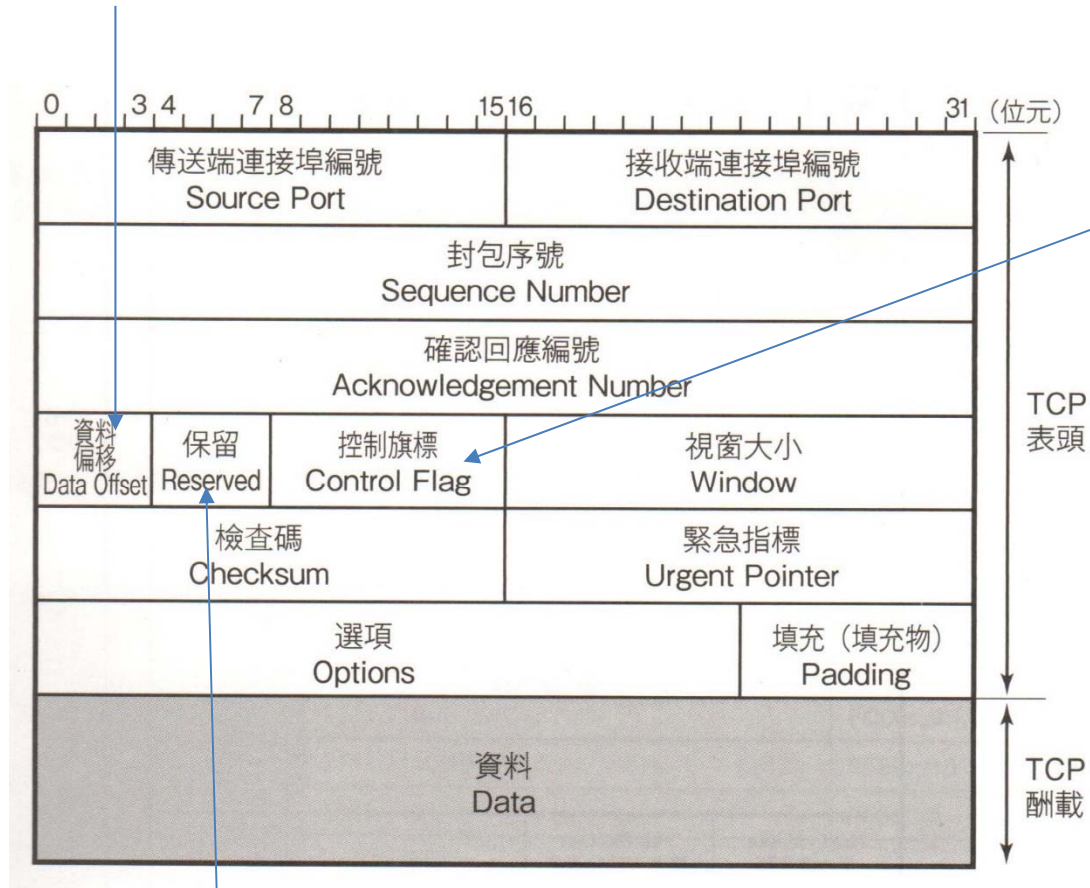 0 3 4 7 8 15 16 31 (位元)
傳送端連接埠編號 接收端連接埠編號
Source Port Destination Port
封包序號
Sequence Number
確認回應編號
Acknowledgement Number
資料
偏移
Data Offset
保留
Reserved
控制旗標
Control Flag
視窗大小
Window
檢查碼
Checksum
緊急指標
Urgent Pointer
選項
Options
填充（填充物）
Padding
TCP
表頭
資料
Data
TCP
酬載